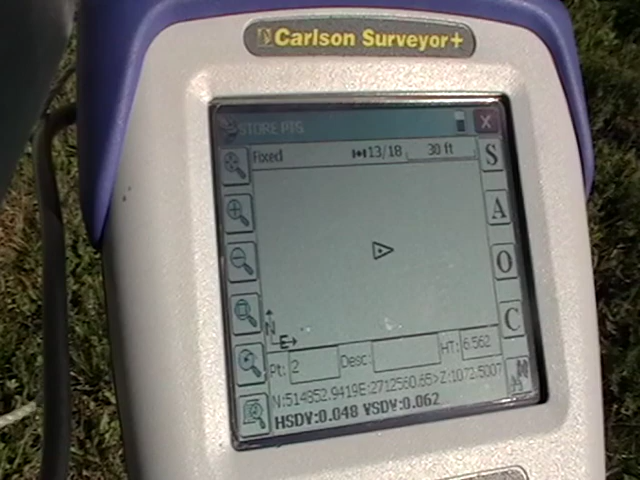 Carlson Surveyor+
STORE PTS
Fixed 13/18 30 ft
S
A
O
C
N
E
Pt: 2 Desc: HT: 6.562
N:514852.9419E:2712560.65>Z:1072.5007
HSDV:0.048 VSDV:0.062